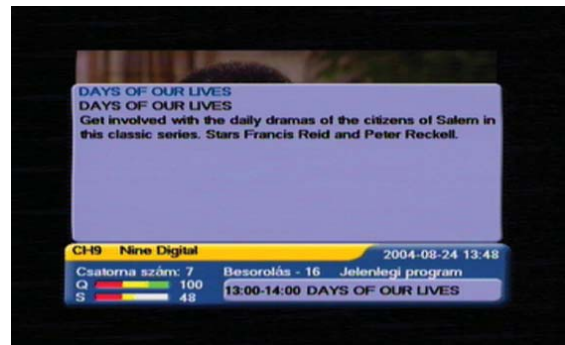 DAYS OF OUR LIVES
DAYS OF OUR LIVES
Get involved with the daily dramas of the citizens of Salem in
this classic series. Stars Francis Reid and Peter Reckell.
CH9 Nine Digital 2004-08-24 13:48
Csatorna szám: 7 Besorolás - 16 Jelenlegi program
Q 100
S 48
13:00-14:00 DAYS OF OUR LIVES